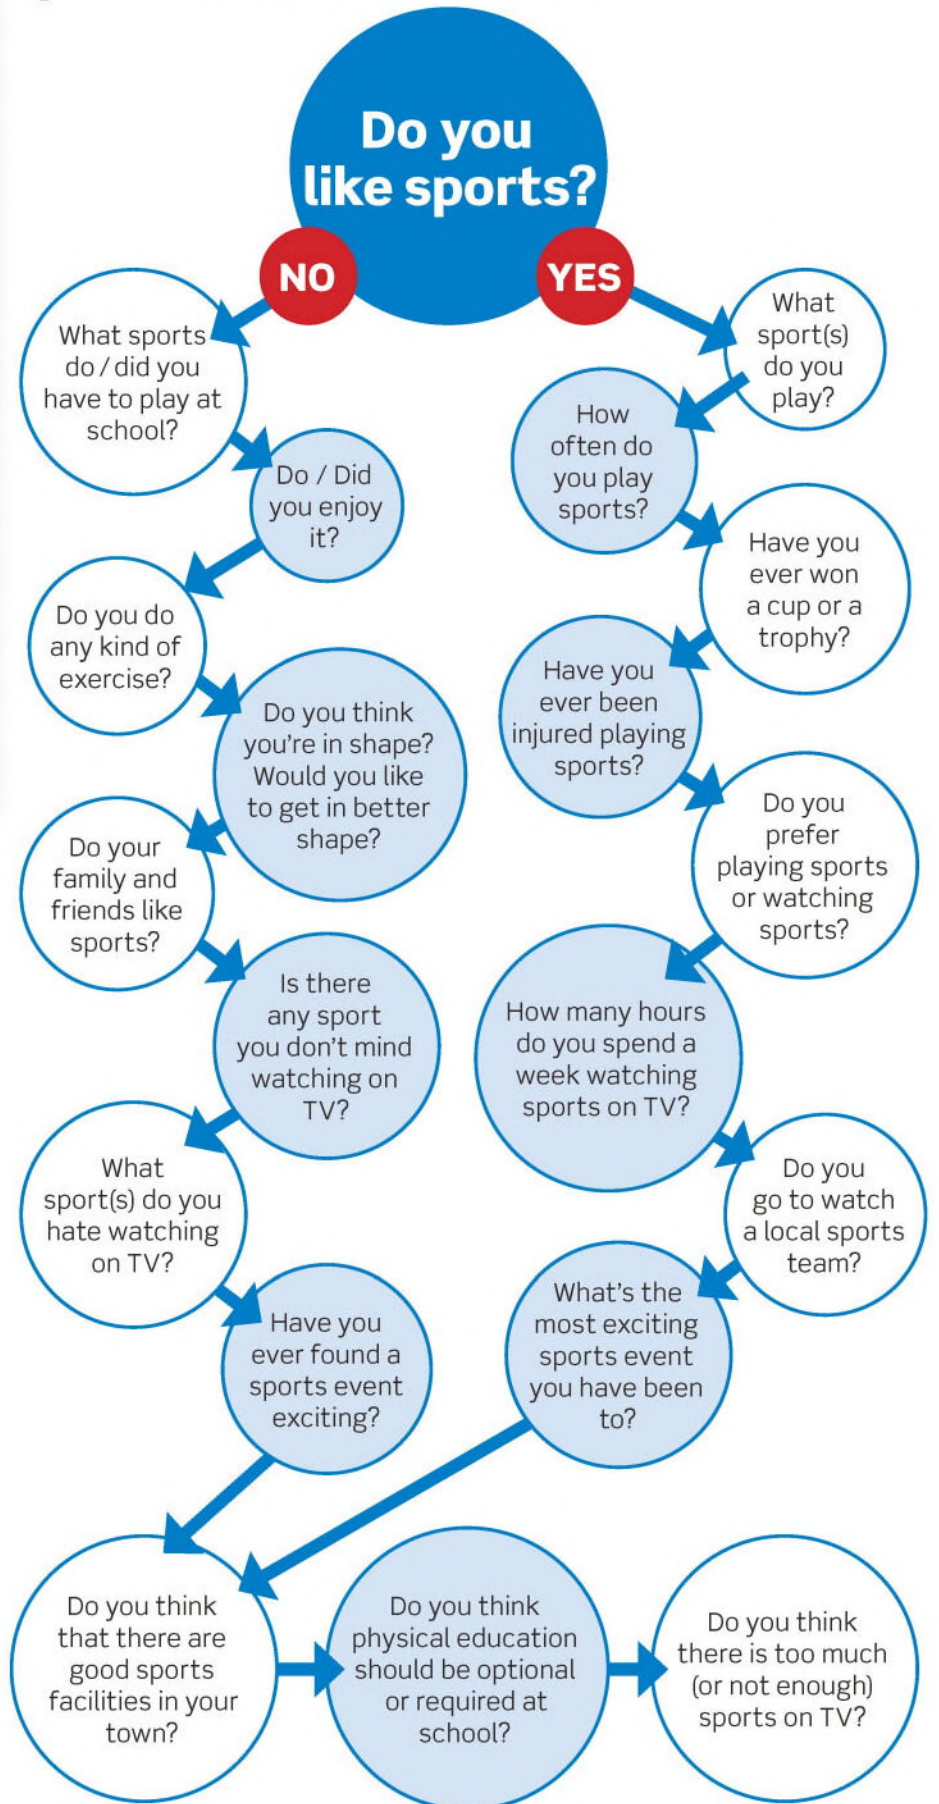 Do you
like sports?
NO
YES
What sports
do / did you
have to play at
school?
Do / Did
you enjoy
it?
Do you do
any kind of
exercise?
Do you think
you're in shape?
Would you like
to get in better
shape?
Do your
family and
friends like
sports?
Is there
any sport
you don't mind
watching on
TV?
What
sport(s) do you
hate watching
on TV?
Have you
ever found a
sports event
exciting?
What
sport(s)
do you
play?
How
often do
you play
sports?
Have you
ever won
a cup or a
trophy?
Have you
ever been
injured playing
sports?
Do you
prefer
playing sports
or watching
sports?
How many hours
do you spend a
week watching
sports on TV?
Do you
go to watch
a local sports
team?
What's the
most exciting
sports event
you have been
to?
Do you think
that there are
good sports
facilities in your
town?
Do you think
physical education
should be optional
or required at
school?
Do you think
there is too much
(or not enough)
sports on TV?